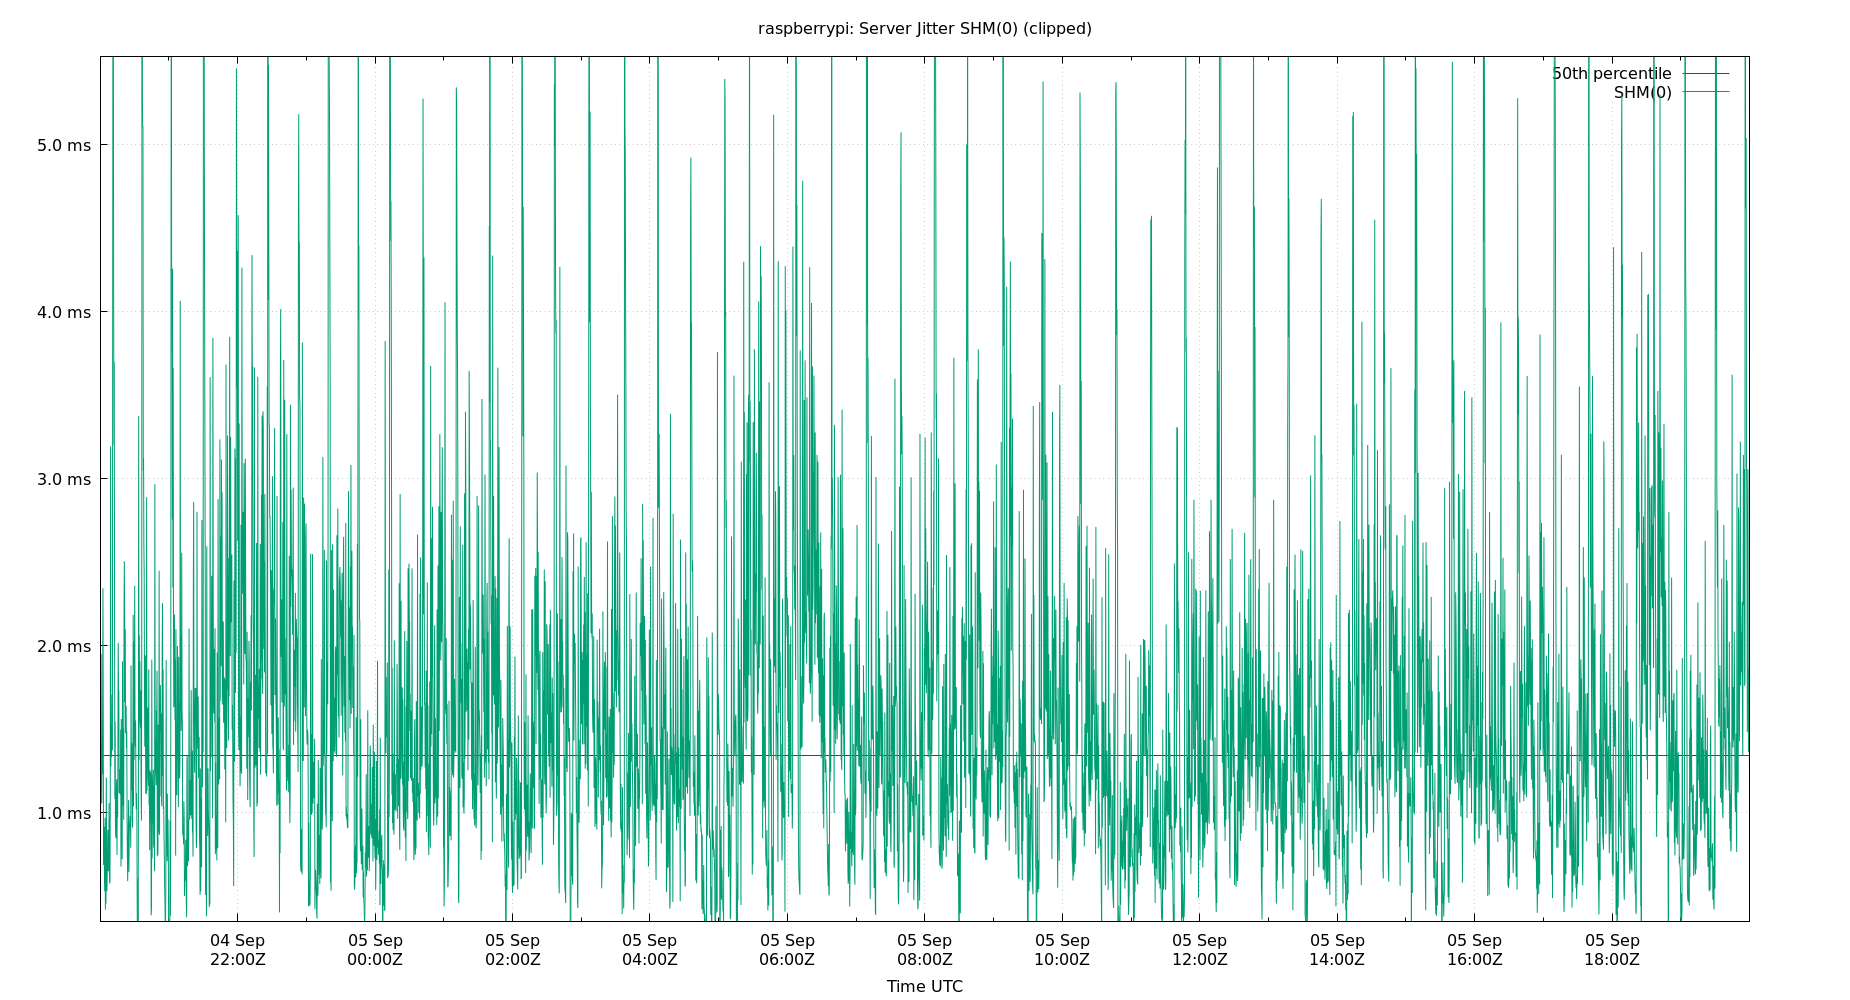 raspberrypi: Server Jitter SHM(0) (clipped)
50th percentile
SHM(0)
5.0 ms
4.0 ms
3.0 ms
2.0 ms
1.0 ms
04 Sep 05 Sep 05 Sep 05 Sep 05 Sep 05 Sep 05 Sep 05 Sep 05 Sep 05 Sep 05 Sep
22:00Z 00:00Z 02:00Z 04:00Z 06:00Z 08:00Z 10:00Z 12:00Z 14:00Z 16:00Z 18:00Z
Time UTC